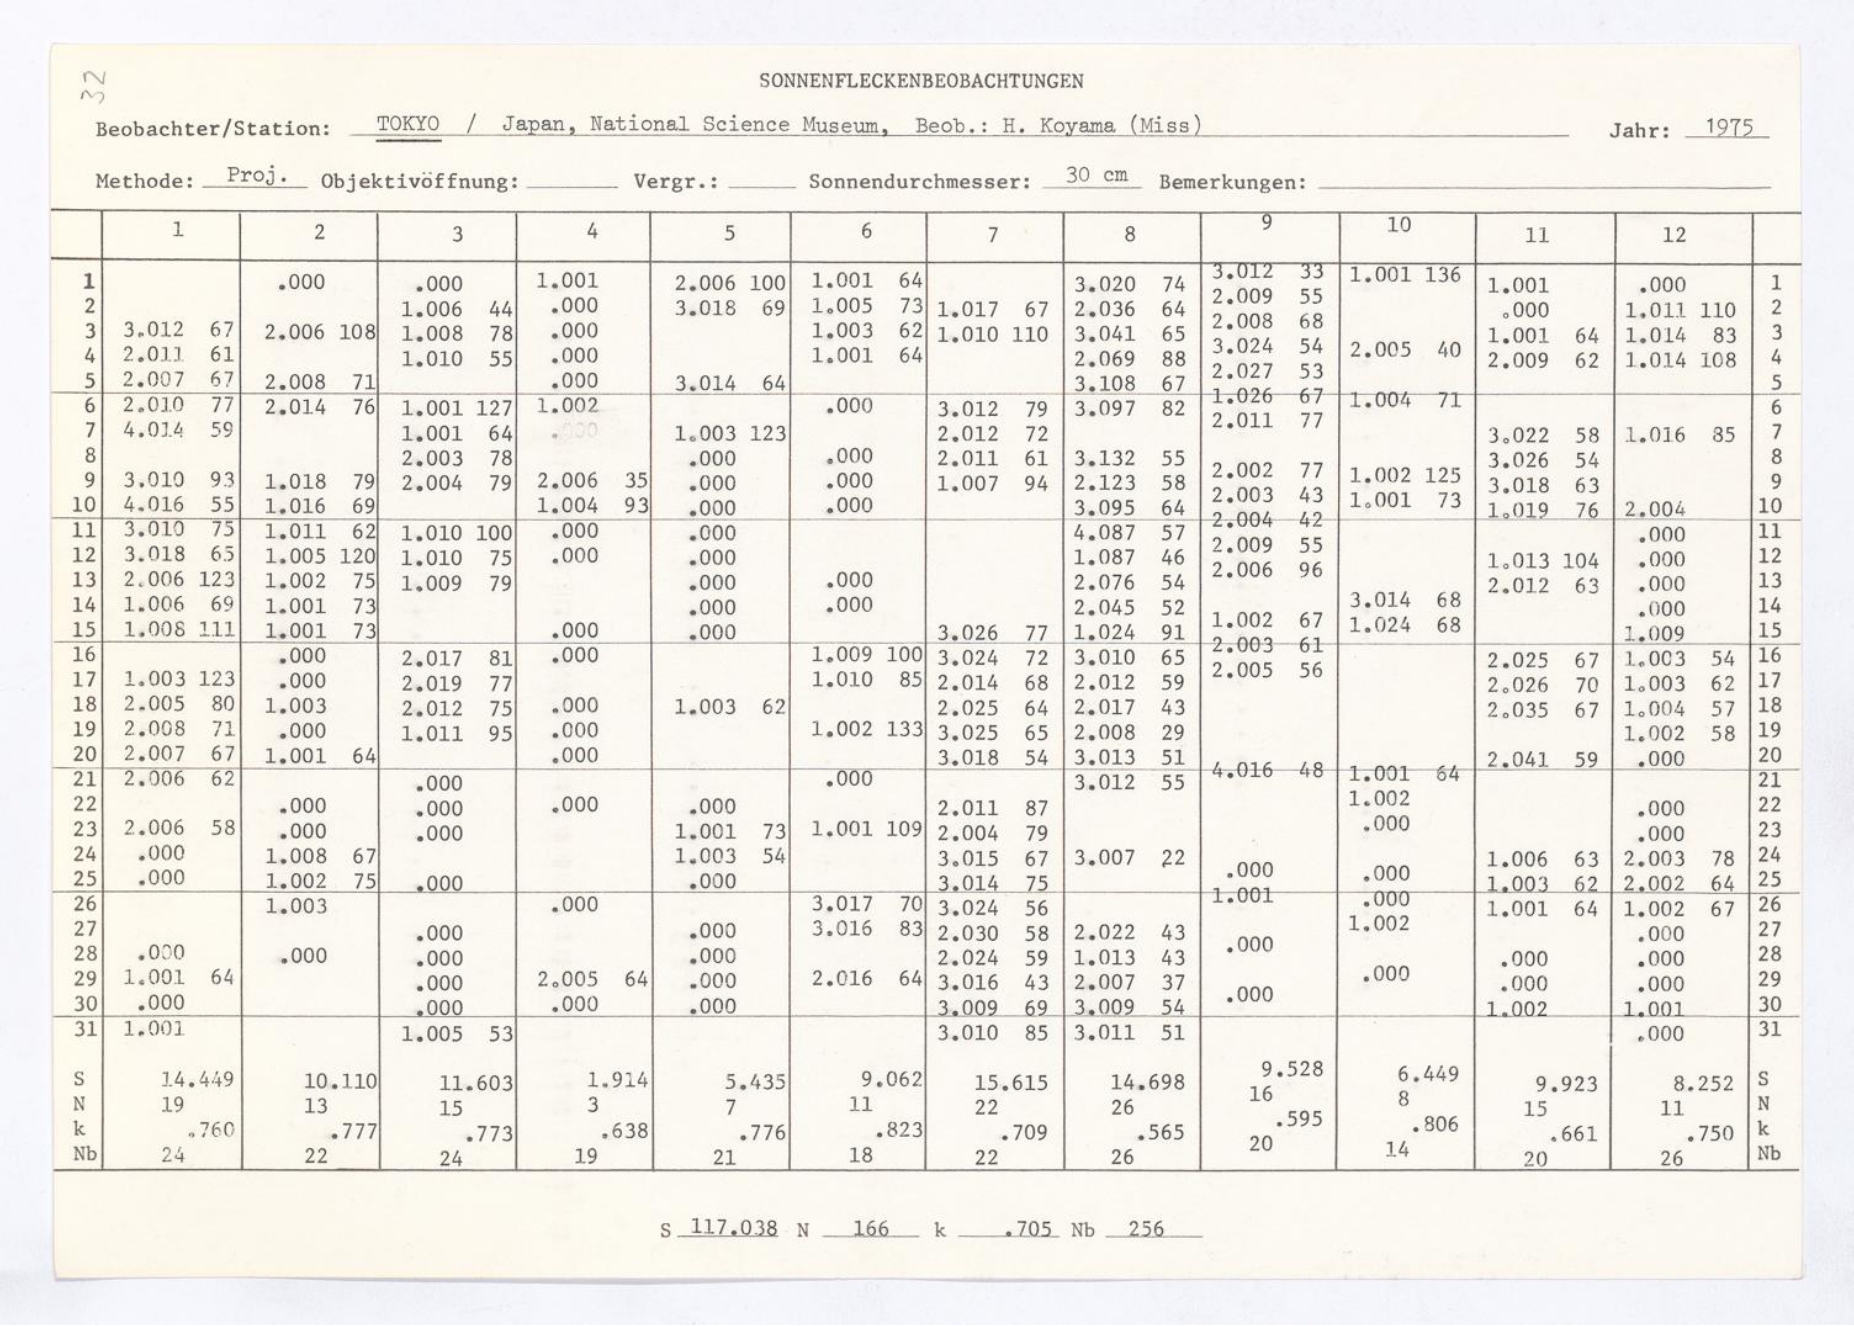 32
SONNENFLECKENBEOBACHTUNGEN
Beobachter/Station: TOKYO / Japan, National Science Museum, Beob.: H. Koyama (Miss) Jahr: 1975
Methode: Proj. Objektivöffnung: Vergr.: Sonnendurchmesser: 30 cm Bemerkungen:
1 2 3 4 5 6 7 8 9 10 11 12
1 .000 .000 1.001 2.006 100 1.001 64 3.020 74 3.012 33 1.001 136 1.001 .000 1
2 1.006 44 .000 3.018 69 1.005 73 1.017 67 2.036 64 2.009 55 .000 1.011 110 2
3 3.012 67 2.006 108 1.008 78 .000 1.003 62 1.010 110 3.041 65 2.008 68 1.001 64 1.014 83 3
4 2.011 61 1.010 55 .000 1.001 64 2.069 88 3.024 54 2.005 40 2.009 62 1.014 108 4
5 2.007 67 2.008 71 .000 3.014 64 3.108 67 2.027 53 5
6 2.010 77 2.014 76 1.001 127 1.002 .000 3.012 79 3.097 82 1.026 67 1.004 71 6
7 4.014 59 1.001 64 .000 1.003 123 2.012 72 2.011 77 3.022 58 1.016 85 7
8 2.003 78 .000 .000 2.011 61 3.132 55 3.026 54 8
9 3.010 93 1.018 79 2.004 79 2.006 35 .000 .000 1.007 94 2.123 58 2.002 77 1.002 125 3.018 63 9
10 4.016 55 1.016 69 1.004 93 .000 .000 3.095 64 2.003 43 1.001 73 1.019 76 2.004 10
11 3.010 75 1.011 62 1.010 100 .000 .000 4.087 57 2.004 42 .000 11
12 3.018 65 1.005 120 1.010 75 .000 .000 1.087 46 2.009 55 1.013 104 .000 12
13 2.006 123 1.002 75 1.009 79 .000 .000 2.076 54 2.006 96 2.012 63 .000 13
14 1.006 69 1.001 73 .000 .000 2.045 52 3.014 68 .000 14
15 1.008 111 1.001 73 .000 .000 3.026 77 1.024 91 1.002 67 1.024 68 1.009 15
16 .000 2.017 81 .000 1.009 100 3.024 72 3.010 65 2.003 61 2.025 67 1.003 54 16
17 1.003 123 .000 2.019 77 1.010 85 2.014 68 2.012 59 2.005 56 2.026 70 1.003 62 17
18 2.005 80 1.003 2.012 75 .000 1.003 62 2.025 64 2.017 43 2.035 67 1.004 57 18
19 2.008 71 .000 1.011 95 .000 1.002 133 3.025 65 2.008 29 1.002 58 19
20 2.007 67 1.001 64 .000 3.018 54 3.013 51 2.041 59 .000 20
21 2.006 62 .000 .000 3.012 55 4.016 48 1.001 64 21
22 .000 .000 .000 .000 2.011 87 1.002 .000 22
23 2.006 58 .000 .000 1.001 73 1.001 109 2.004 79 .000 .000 23
24 .000 1.008 67 1.003 54 3.015 67 3.007 22 1.006 63 2.003 78 24
25 .000 1.002 75 .000 .000 3.014 75 .000 .000 1.003 62 2.002 64 25
26 1.003 .000 3.017 70 3.024 56 1.001 .000 1.001 64 1.002 67 26
27 .000 .000 3.016 83 2.030 58 2.022 43 1.002 .000 27
28 .000 .000 .000 .000 2.024 59 1.013 43 .000 .000 .000 28
29 1.001 64 .000 2.005 64 .000 2.016 64 3.016 43 2.007 37 .000 .000 .000 29
30 .000 .000 .000 .000 3.009 69 3.009 54 .000 1.002 1.001 30
31 1.001 1.005 53 3.010 85 3.011 51 .000 31
S 14.449 10.110 11.603 1.914 5.435 9.062 15.615 14.698 9.528 6.449 9.923 8.252 S
N 19 13 15 3 7 11 22 26 16 8 15 11 N
k .760 .777 .773 .638 .776 .823 .709 .565 .595 .806 .661 .750 k
Nb 24 22 24 19 21 18 22 26 20 14 20 26 Nb
S 117.038 N 166 k .705 Nb 256